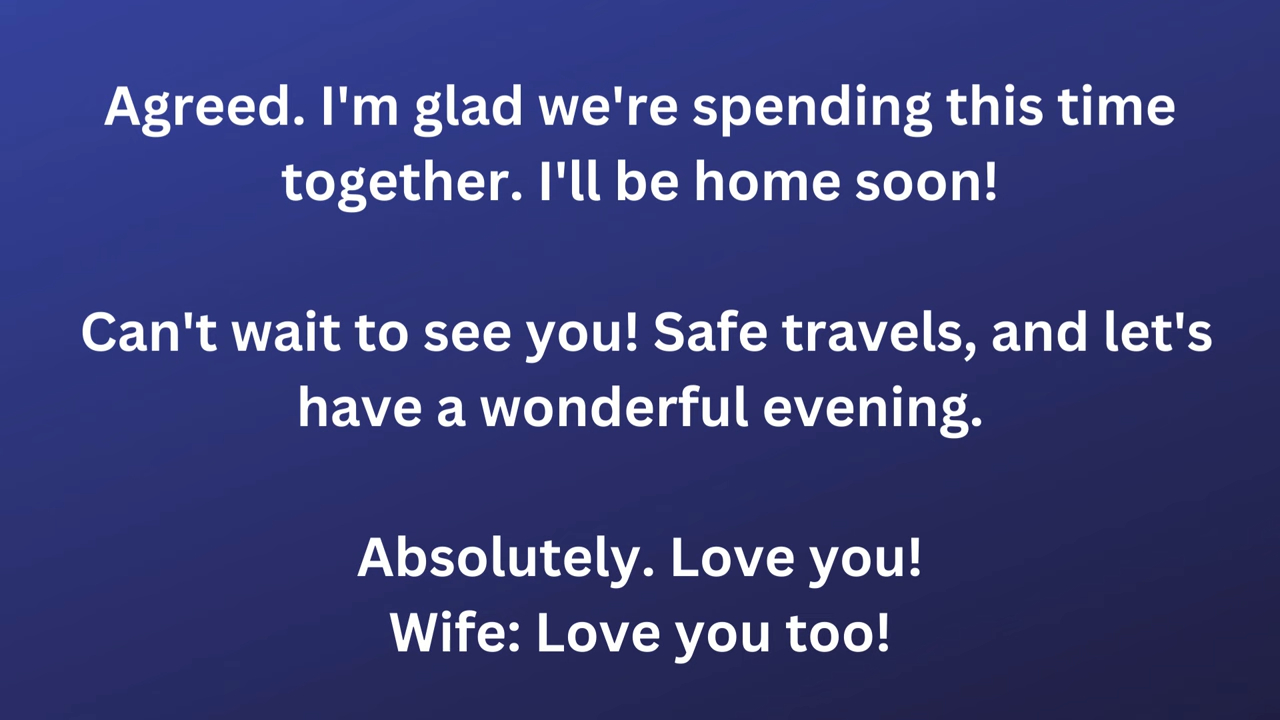 Agreed. I'm glad we're spending this time
together. I'll be home soon!
Can't wait to see you! Safe travels, and let's
have a wonderful evening.
Absolutely. Love you!
Wife: Love you too!